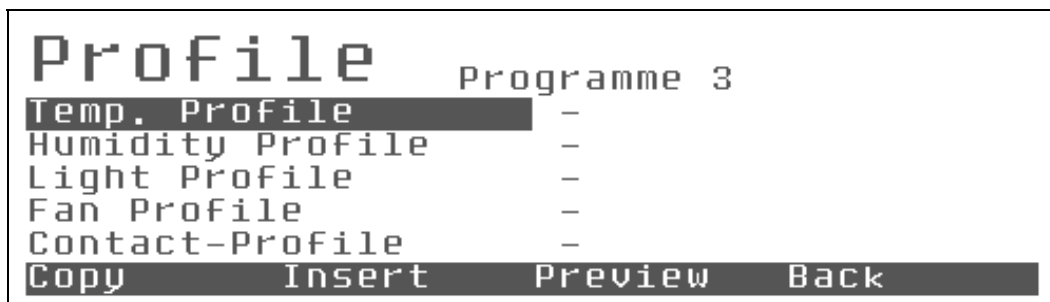 Profile Programme 3
Temp. Profile –
Humidity Profile –
Light Profile –
Fan Profile –
Contact-Profile –
Copy Insert Preview Back